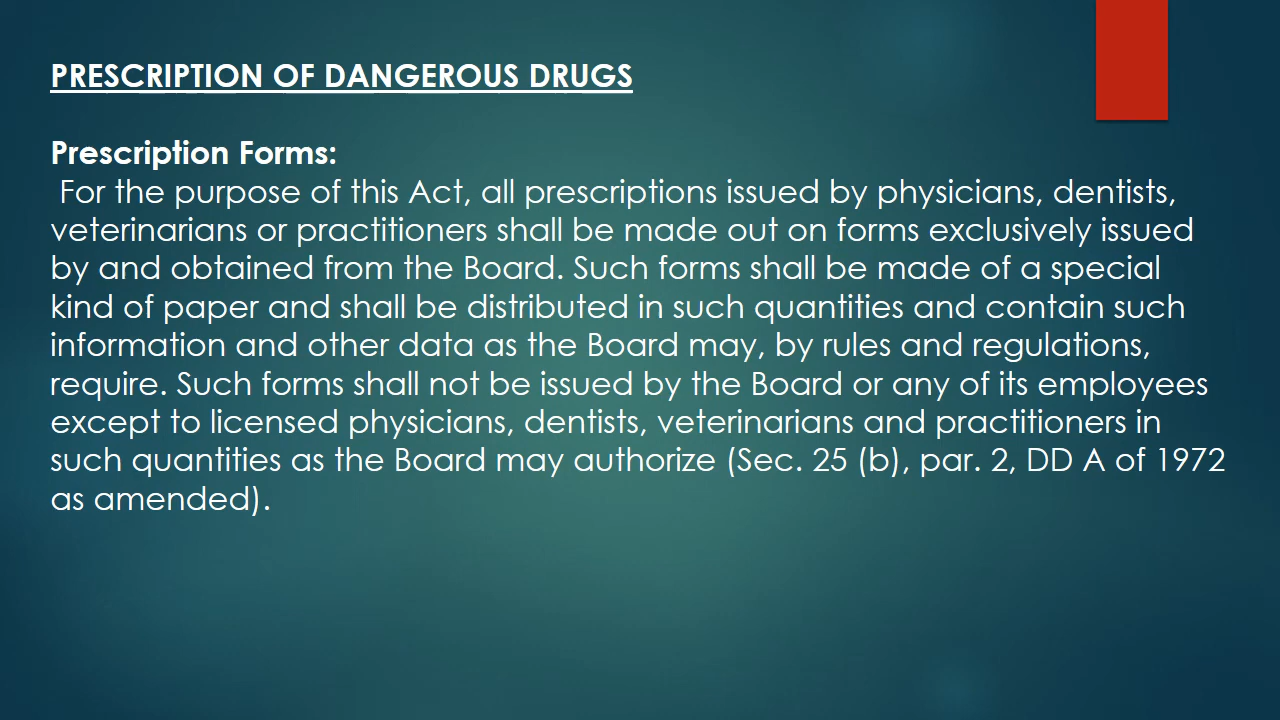 PRESCRIPTION OF DANGEROUS DRUGS
Prescription Forms:
For the purpose of this Act, all prescriptions issued by physicians, dentists,
veterinarians or practitioners shall be made out on forms exclusively issued
by and obtained from the Board. Such forms shall be made of a special
kind of paper and shall be distributed in such quantities and contain such
information and other data as the Board may, by rules and regulations,
require. Such forms shall not be issued by the Board or any of its employees
except to licensed physicians, dentists, veterinarians and practitioners in
such quantities as the Board may authorize (Sec. 25 (b), par. 2, DD A of 1972
as amended).